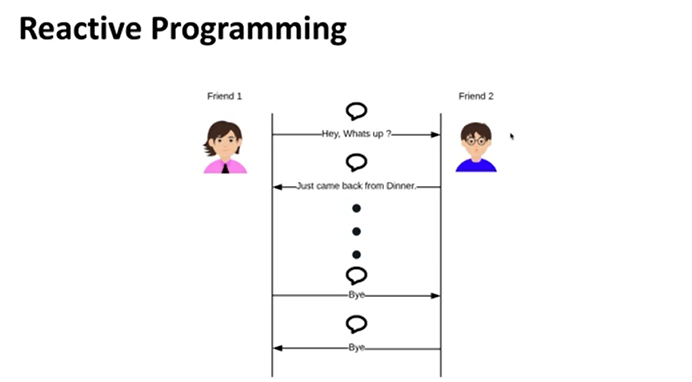 Reactive Programming
Friend 1
Friend 2
Hey, Whats up ?
Just came back from Dinner.
Bye
Bye